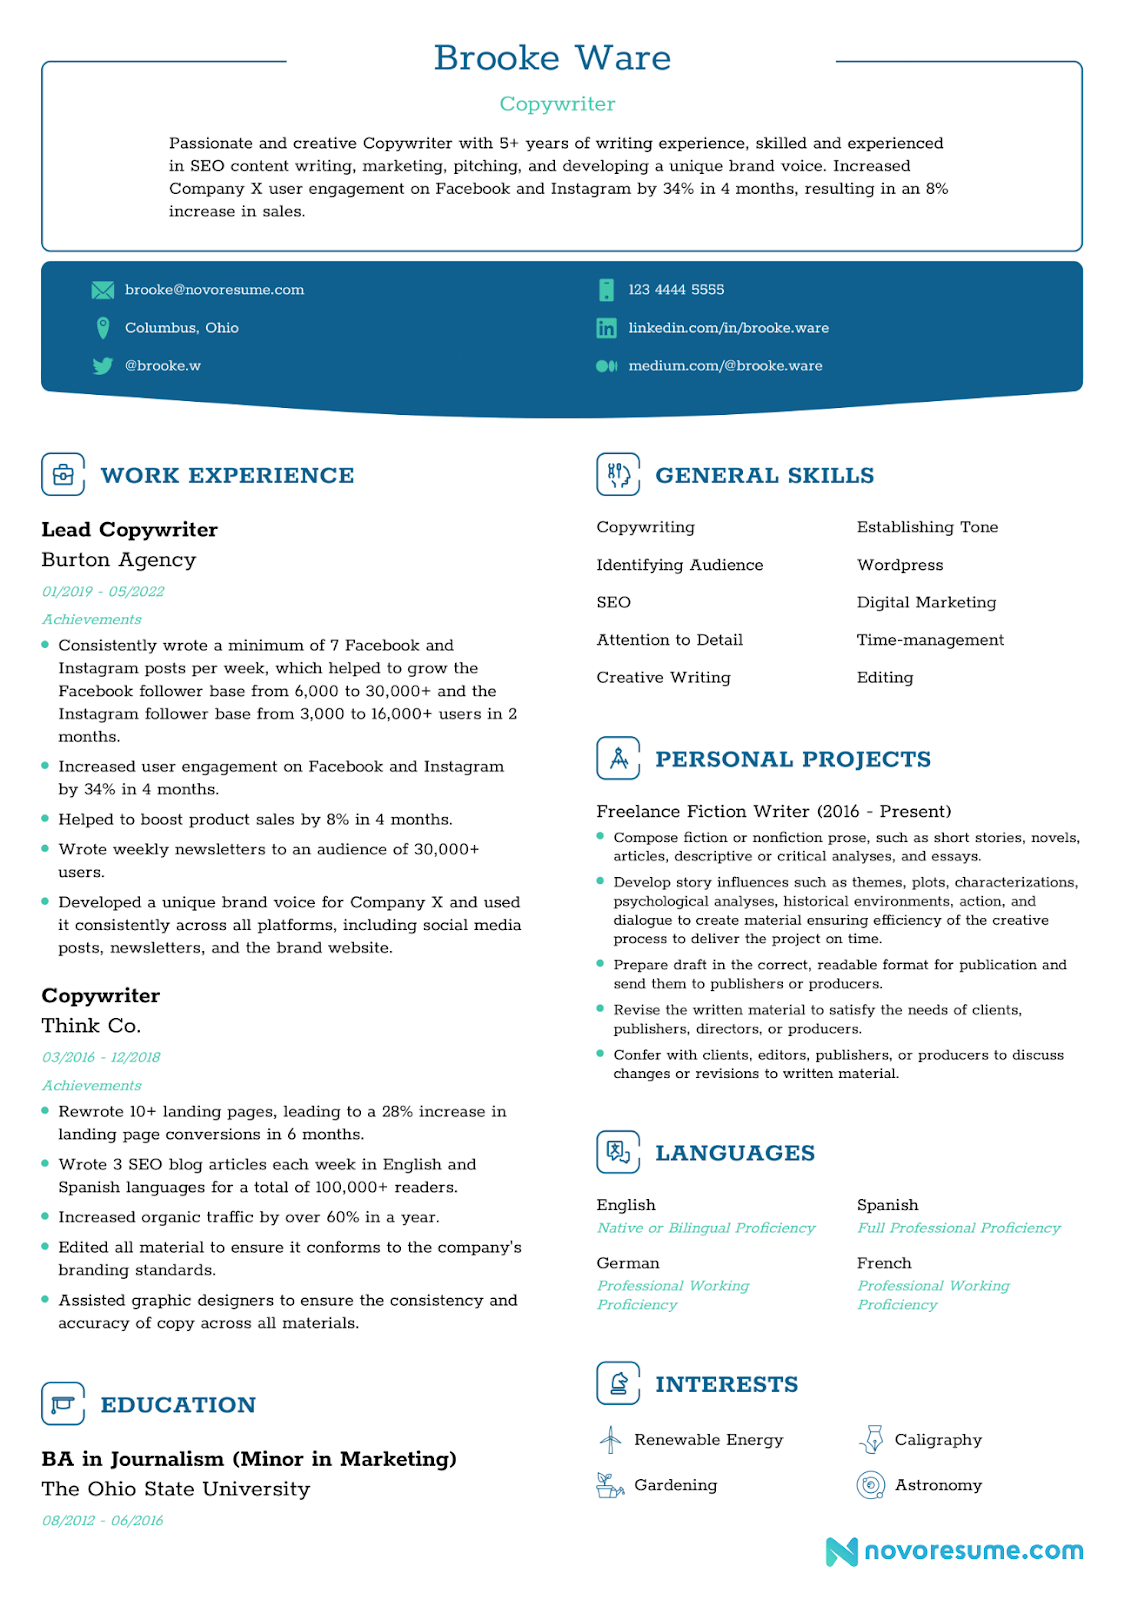 Brooke Ware
Copywriter
Passionate and creative Copywriter with 5+ years of writing experience, skilled and experienced
in SEO content writing, marketing, pitching, and developing a unique brand voice. Increased
Company X user engagement on Facebook and Instagram by 34% in 4 months, resulting in an 8%
increase in sales.
brooke@novoresume.com
123 4444 5555
Columbus, Ohio
linkedin.com/in/brooke.ware
@brooke.w
medium.com/@brooke.ware
WORK EXPERIENCE
Lead Copywriter
Burton Agency
01/2019 - 05/2022
Achievements
Consistently wrote a minimum of 7 Facebook and
Instagram posts per week, which helped to grow the
Facebook follower base from 6,000 to 30,000+ and the
Instagram follower base from 3,000 to 16,000+ users in 2
months.
Increased user engagement on Facebook and Instagram
by 34% in 4 months.
Helped to boost product sales by 8% in 4 months.
Wrote weekly newsletters to an audience of 30,000+
users.
Developed a unique brand voice for Company X and used
it consistently across all platforms, including social media
posts, newsletters, and the brand website.
Copywriter
Think Co.
03/2016 - 12/2018
Achievements
Rewrote 10+ landing pages, leading to a 28% increase in
landing page conversions in 6 months.
Wrote 3 SEO blog articles each week in English and
Spanish languages for a total of 100,000+ readers.
Increased organic traffic by over 60% in a year.
Edited all material to ensure it conforms to the company's
branding standards.
Assisted graphic designers to ensure the consistency and
accuracy of copy across all materials.
EDUCATION
BA in Journalism (Minor in Marketing)
The Ohio State University
08/2012 - 06/2016
GENERAL SKILLS
Copywriting
Establishing Tone
Identifying Audience
Wordpress
SEO
Digital Marketing
Attention to Detail
Time-management
Creative Writing
Editing
PERSONAL PROJECTS
Freelance Fiction Writer (2016 - Present)
Compose fiction or nonfiction prose, such as short stories, novels,
articles, descriptive or critical analyses, and essays.
Develop story influences such as themes, plots, characterizations,
psychological analyses, historical environments, action, and
dialogue to create material ensuring efficiency of the creative
process to deliver the project on time.
Prepare draft in the correct, readable format for publication and
send them to publishers or producers.
Revise the written material to satisfy the needs of clients,
publishers, directors, or producers.
Confer with clients, editors, publishers, or producers to discuss
changes or revisions to written material.
LANGUAGES
English
Native or Bilingual Proficiency
Spanish
Full Professional Proficiency
German
Professional Working
Proficiency
French
Professional Working
Proficiency
INTERESTS
Renewable Energy
Caligraphy
Gardening
Astronomy
novoresume.com